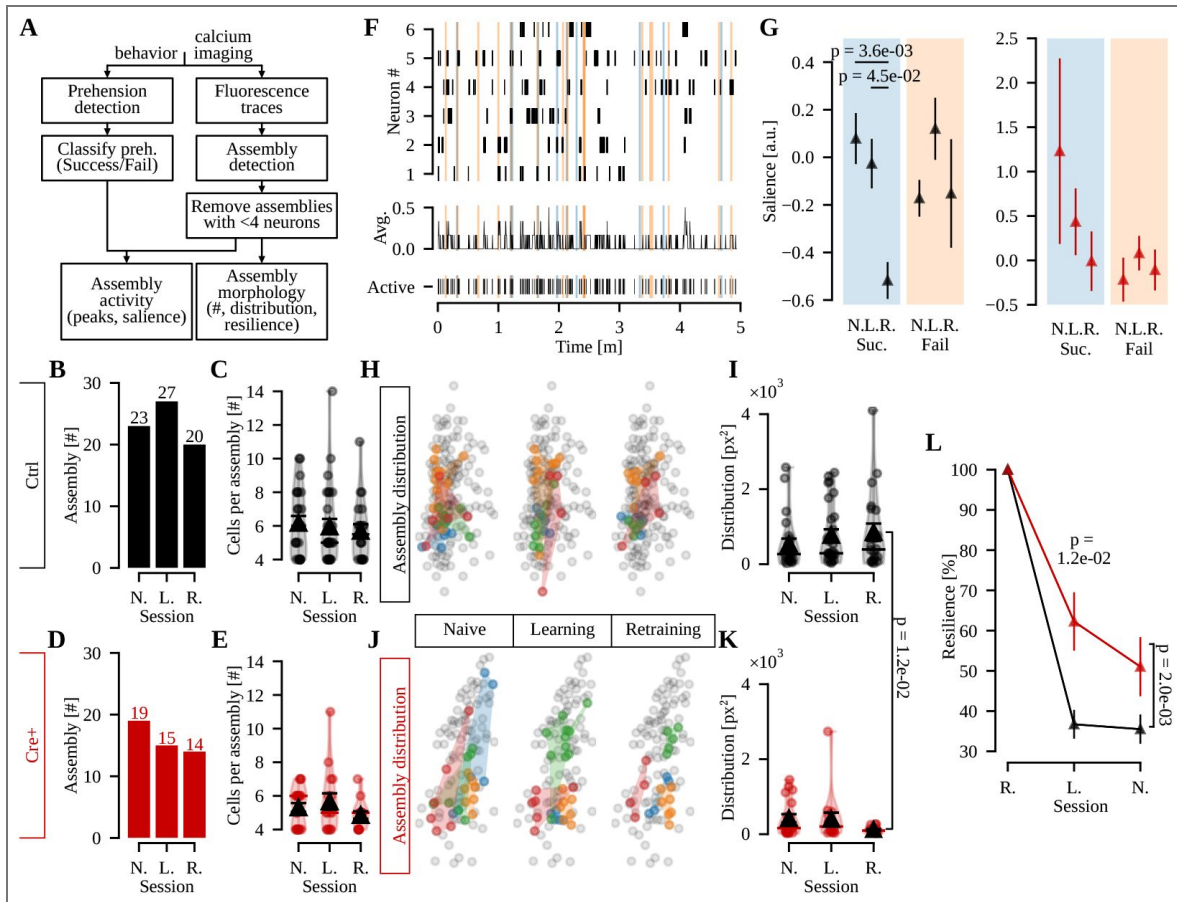 A
calcium
behavior
imaging
Prehension
detection
Fluorescence
traces
Classify preh.
(Success/Fail)
Assembly
detection
Remove assemblies
with <4 neurons
Assembly
activity
(peaks, salience)
Assembly
morphology
(#, distribution,
resilience)
F
Neuron #
6
5
4
3
2
1
Avg.
0.5
0.0
Active
0 1 2 3 4 5
Time [m]
G
p = 3.6e-03
p = 4.5e-02
Salience [a.u.]
0.4
0.2
0.0
−0.2
−0.4
−0.6
N.L.R. N.L.R.
Suc. Fail
2.5
2.0
1.5
1.0
0.5
0.0
−0.5
N.L.R. N.L.R.
Suc. Fail
Ctrl
B
Assembly [#]
30
20
10
0
23
27
20
N. L. R.
Session
C
Cells per assembly [#]
14
12
10
8
6
4
N. L. R.
Session
H
Assembly distribution
I
×10³
Distribution [px²]
4
2
0
N. L. R.
Session
Cre+
D
Assembly [#]
30
20
10
0
19
15
14
N. L. R.
Session
E
Cells per assembly [#]
14
12
10
8
6
4
N. L. R.
Session
J
Naive Learning Retraining
Assembly distribution
K
×10³
Distribution [px²]
4
2
0
N. L. R.
Session
p = 1.2e-02
L
Resilience [%]
100
90
80
70
60
50
40
30
p =
1.2e-02
p = 2.0e-03
R. L. N.
Session